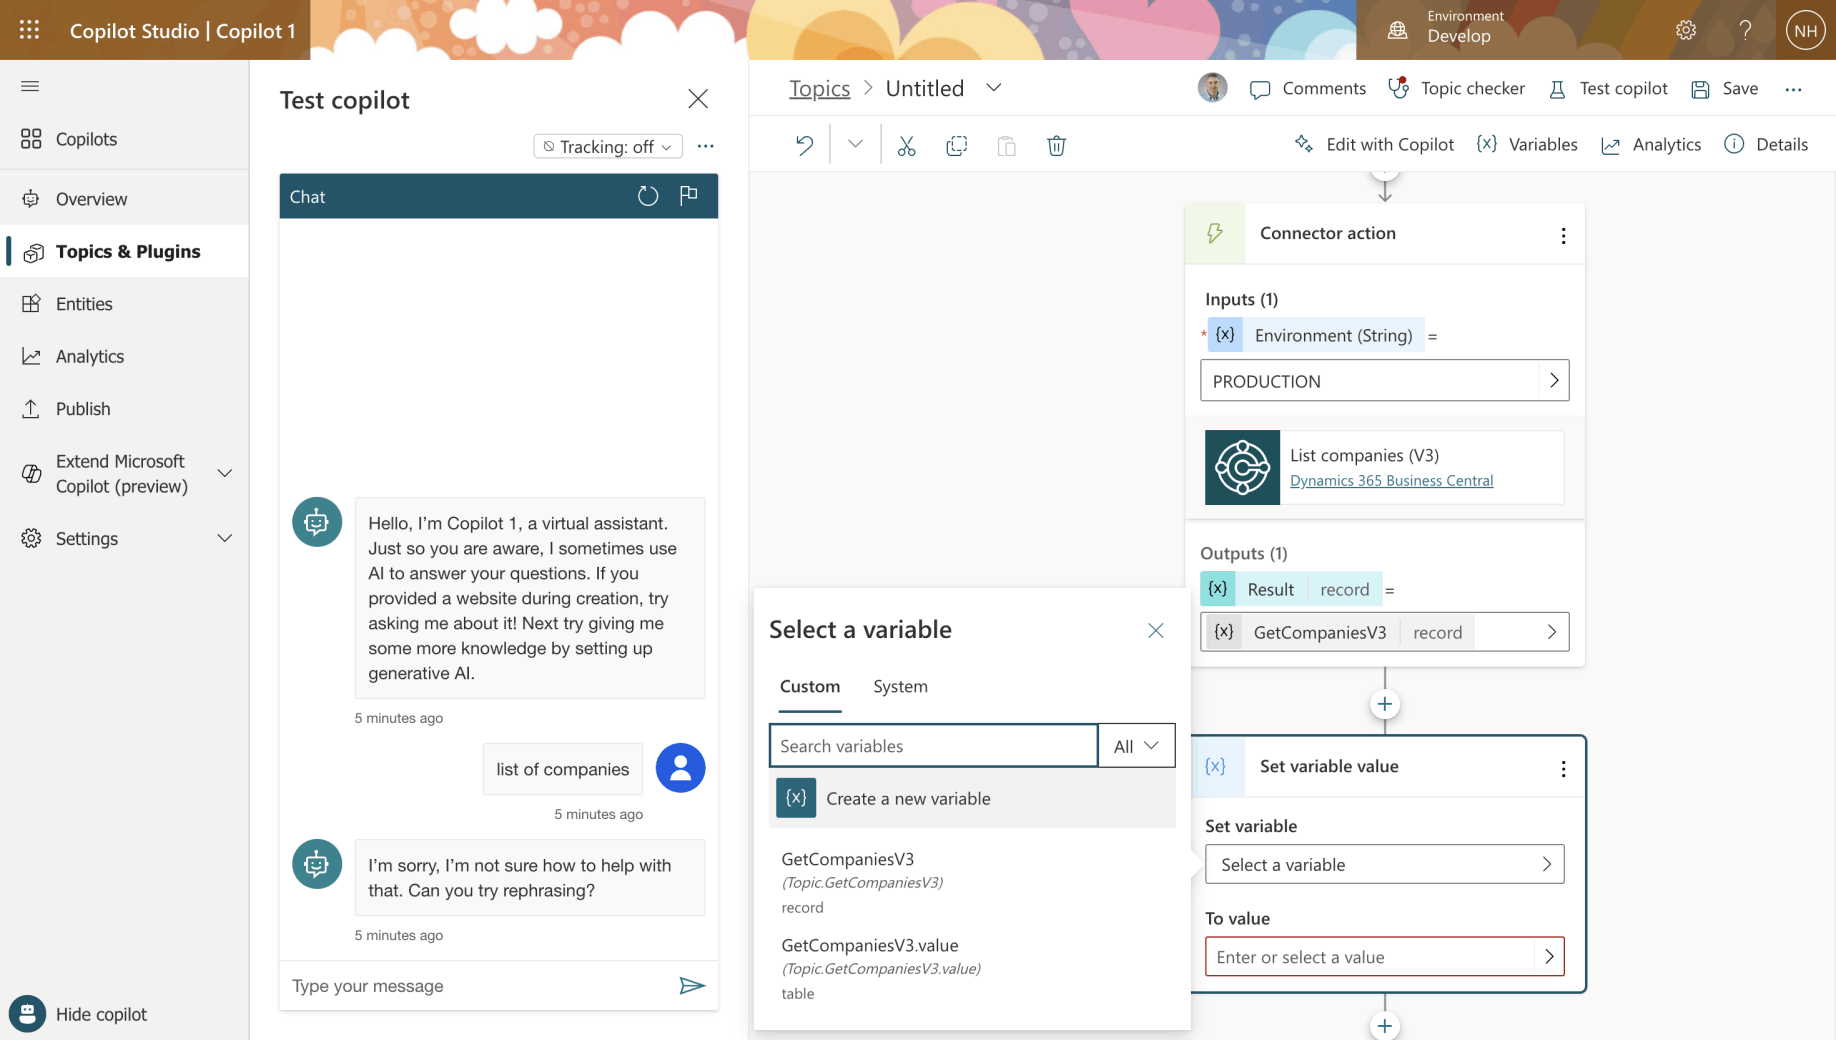 Copilot Studio | Copilot 1
Environment
Develop
?
NH
Copilots
Overview
Topics & Plugins
Entities
Analytics
Publish
Extend Microsoft
Copilot (preview)
Settings
Hide copilot
Test copilot
Tracking: off
Chat
Hello, I'm Copilot 1, a virtual assistant.
Just so you are aware, I sometimes use
AI to answer your questions. If you
provided a website during creation, try
asking me about it! Next try giving me
some more knowledge by setting up
generative AI.
5 minutes ago
list of companies
5 minutes ago
I'm sorry, I'm not sure how to help with
that. Can you try rephrasing?
5 minutes ago
Type your message
Topics > Untitled
Comments
Topic checker
Test copilot
Save
Edit with Copilot
{x} Variables
Analytics
Details
Connector action
Inputs (1)
* {x} Environment (String) =
PRODUCTION
List companies (V3)
Dynamics 365 Business Central
Outputs (1)
{x} Result record =
{x} GetCompaniesV3 record
Select a variable
Custom System
Search variables All
{x} Create a new variable
GetCompaniesV3
(Topic.GetCompaniesV3)
record
GetCompaniesV3.value
(Topic.GetCompaniesV3.value)
table
{x} Set variable value
Set variable
Select a variable
To value
Enter or select a value